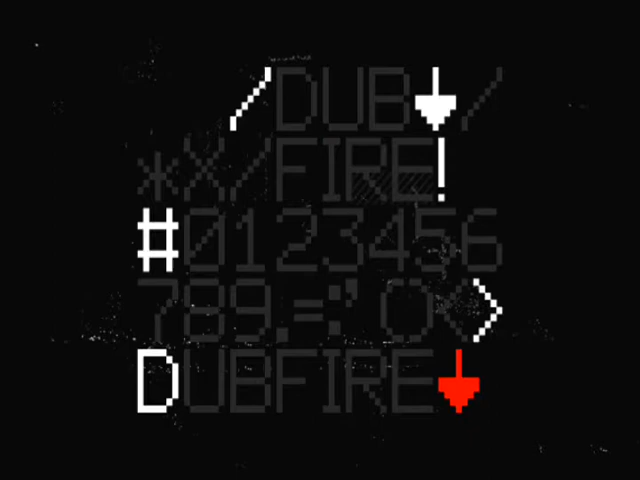 /DUB↓/
*X/FIRE!
#0123456
789.=:' O<>
DUBFIRE↓